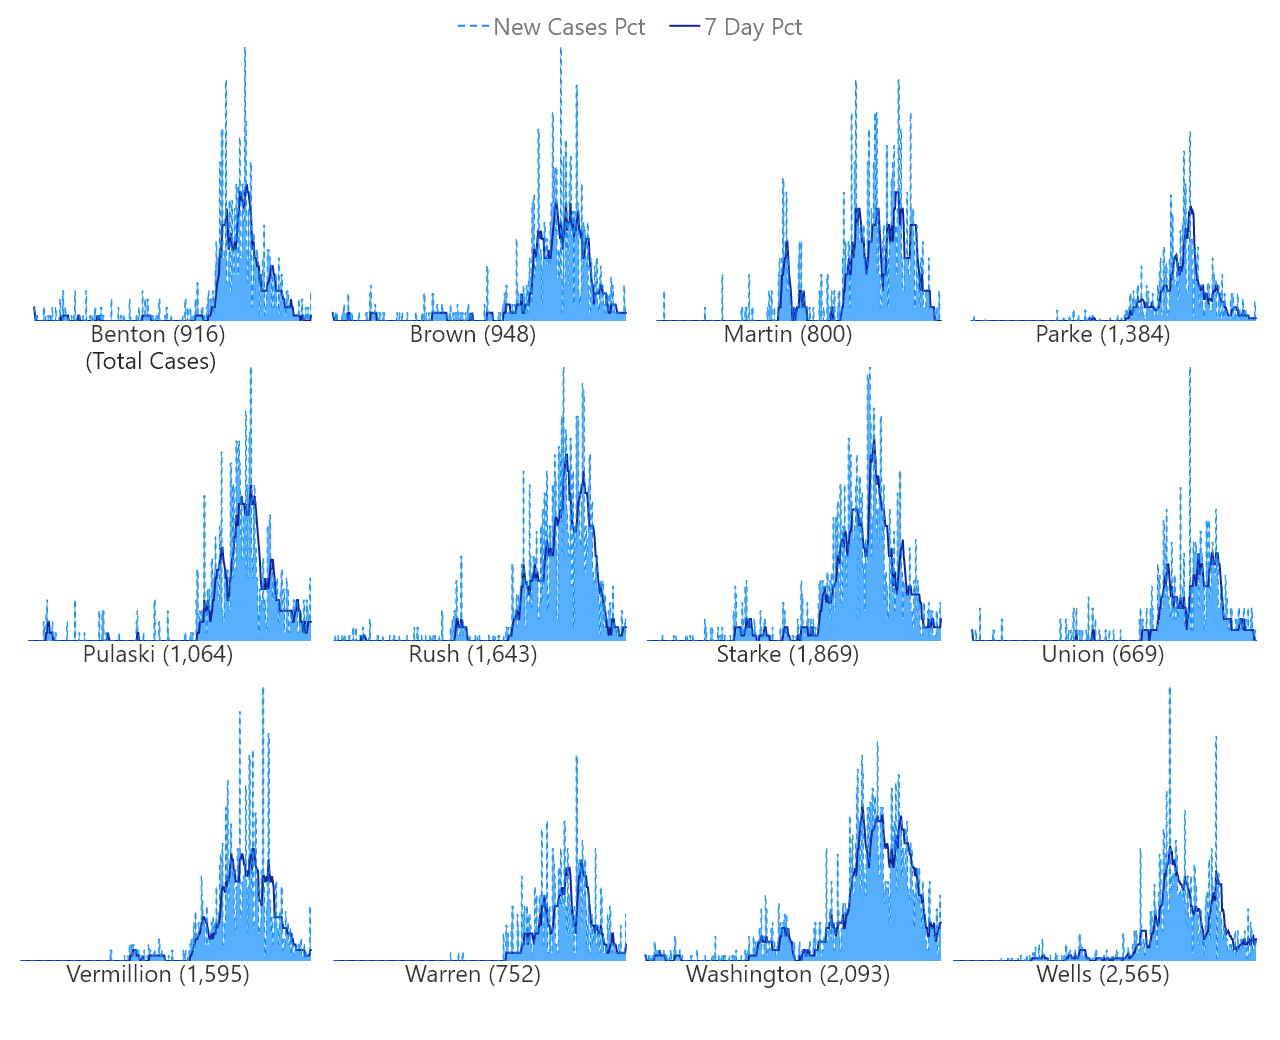 New Cases Pct 7 Day Pct
Benton (916) Brown (948) Martin (800) Parke (1,384)
(Total Cases)
Pulaski (1,064) Rush (1,643) Starke (1,869) Union (669)
Vermillion (1,595) Warren (752) Washington (2,093) Wells (2,565)